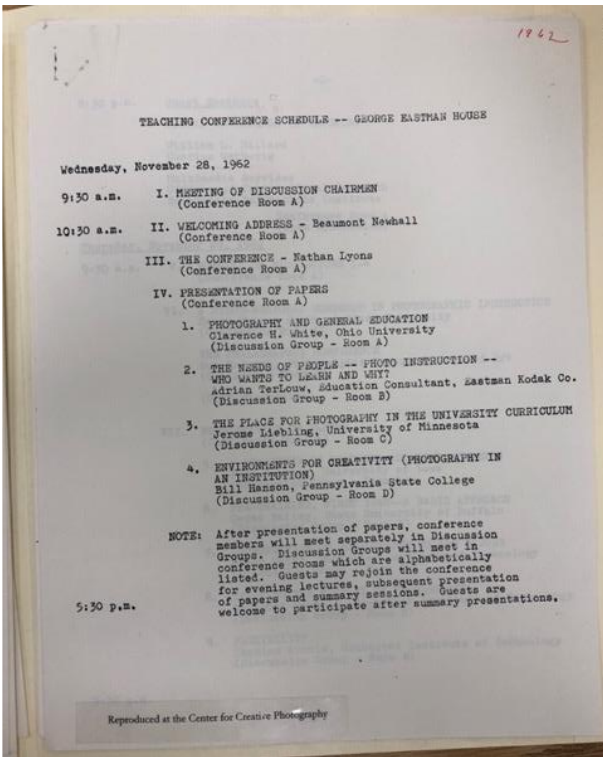 1962
TEACHING CONFERENCE SCHEDULE -- GEORGE EASTMAN HOUSE
Wednesday, November 28, 1962
9:30 a.m. I. MEETING OF DISCUSSION CHAIRMEN
(Conference Room A)
10:30 a.m. II. WELCOMING ADDRESS - Beaumont Newhall
(Conference Room A)
III. THE CONFERENCE - Nathan Lyons
(Conference Room A)
IV. PRESENTATION OF PAPERS
(Conference Room A)
1. PHOTOGRAPHY AND GENERAL EDUCATION
Clarence H. White, Ohio University
(Discussion Group - Room A)
2. THE NEEDS OF PEOPLE -- PHOTO INSTRUCTION --
WHO WANTS TO LEARN AND WHY?
Adrian TerLouw, Education Consultant, Eastman Kodak Co.
(Discussion Group - Room B)
3. THE PLACE FOR PHOTOGRAPHY IN THE UNIVERSITY CURRICULUM
Jerome Liebling, University of Minnesota
(Discussion Group - Room C)
4. ENVIRONMENTS FOR CREATIVITY (PHOTOGRAPHY IN
AN INSTITUTION)
Bill Hanson, Pennsylvania State College
(Discussion Group - Room D)
NOTE: After presentation of papers, conference
members will meet separately in Discussion
Groups. Discussion Groups will meet in
conference rooms which are alphabetically
listed. Guests may rejoin the conference
for evening lectures, subsequent presentation
of papers and summary sessions. Guests are
5:30 p.m. welcome to participate after summary presentations.
Reproduced at the Center for Creative Photography